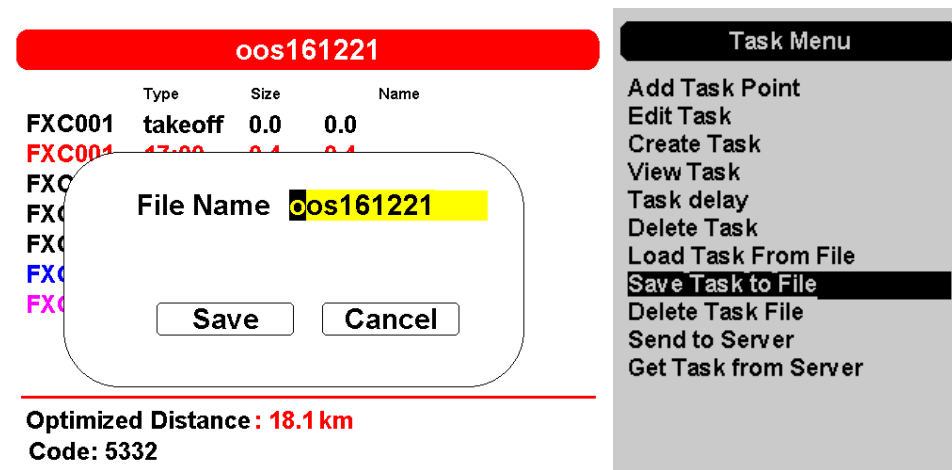 oos161221
Type Size Name
FXC001 takeoff 0.0 0.0
FXC001
File Name oos161221
Save Cancel
Optimized Distance : 18.1 km
Code: 5332
Task Menu
Add Task Point
Edit Task
Create Task
View Task
Task delay
Delete Task
Load Task From File
Save Task to File
Delete Task File
Send to Server
Get Task from Server